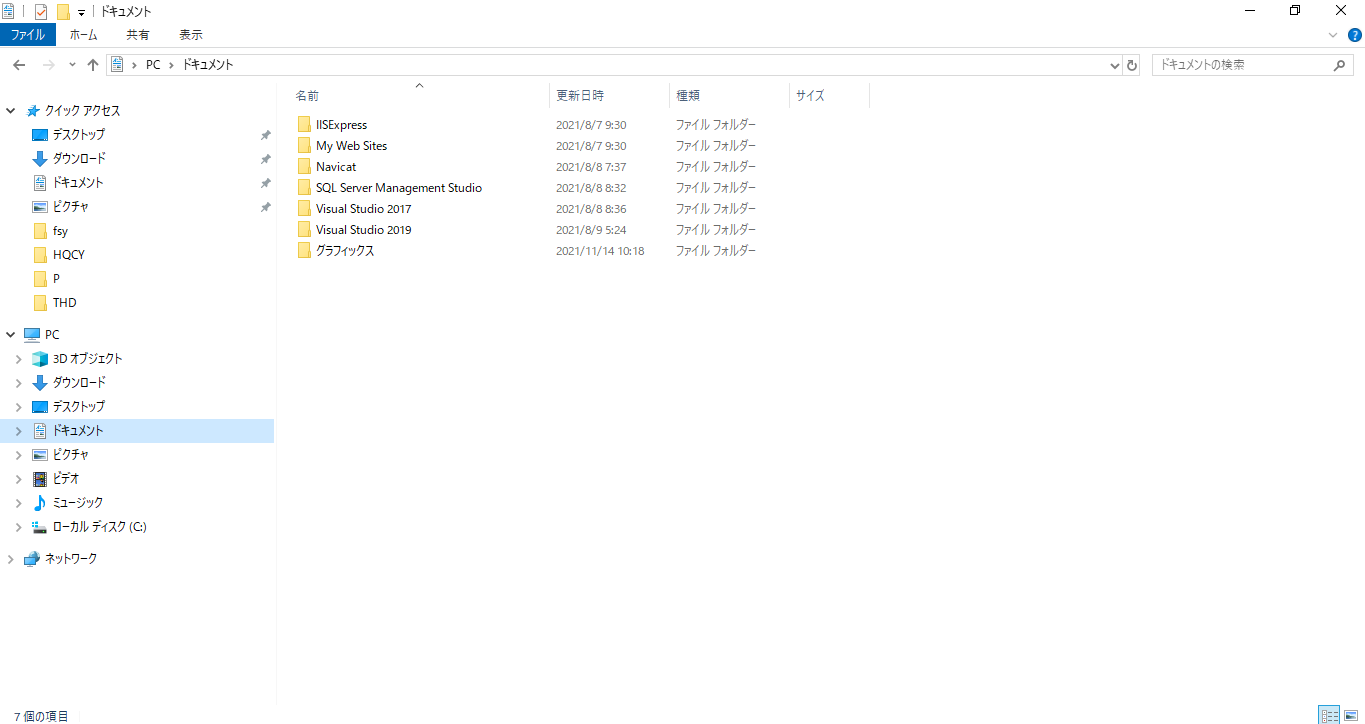 ドキュメント
ファイル ホーム 共有 表示
PC ドキュメント ドキュメントの検索
名前 更新日時 種類 サイズ
クイック アクセス
デスクトップ
ダウンロード
ドキュメント
ピクチャ
fsy
HQCY
P
THD
PC
3D オブジェクト
ダウンロード
デスクトップ
ドキュメント
ピクチャ
ビデオ
ミュージック
ローカル ディスク (C:)
ネットワーク
IISExpress 2021/8/7 9:30 ファイル フォルダー
My Web Sites 2021/8/7 9:30 ファイル フォルダー
Navicat 2021/8/8 7:37 ファイル フォルダー
SQL Server Management Studio 2021/8/8 8:32 ファイル フォルダー
Visual Studio 2017 2021/8/8 8:36 ファイル フォルダー
Visual Studio 2019 2021/8/9 5:24 ファイル フォルダー
グラフィックス 2021/11/14 10:18 ファイル フォルダー
7 個の項目